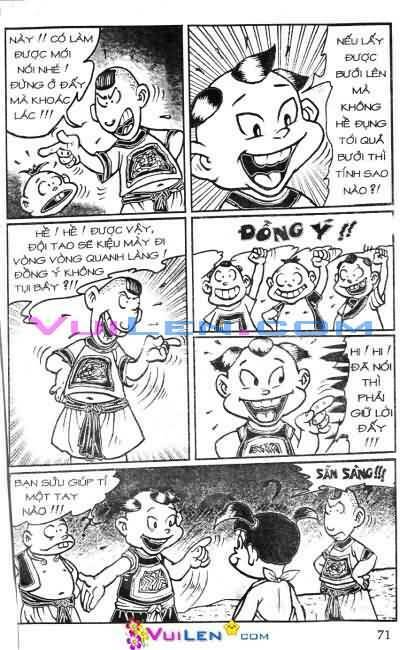 NÀY !! CÓ LÀM
ĐƯỢC MỚI
NÓI NHÉ !
ĐỨNG Ở ĐẤY
MÀ KHOÁC
LÁC !!!
NẾU LẤY
ĐƯỢC
BƯỞI LÊN
MÀ
KHÔNG
HỀ ĐỤNG
TỚI QUẢ
BƯỞI THÌ
TÍNH SAO
NÀO ?!
HỀ ! HỀ ! ĐƯỢC VẬY,
ĐỘI TAO SẼ KIỆU MÀY ĐI
VÒNG VÒNG QUANH LÀNG !
ĐỒNG Ý KHÔNG
TỤI BÂY ?!!
ĐỒNG Ý !!
HI ! HI !
ĐÃ NÓI
THÌ
PHẢI
GIỮ LỜI
ĐẤY
!!!
VUILEN.COM
BẠN SỬU GIÚP TÍ
MỘT TAY
NÀO !!!
SẴN SÀNG!!!
VUILEN.COM
71